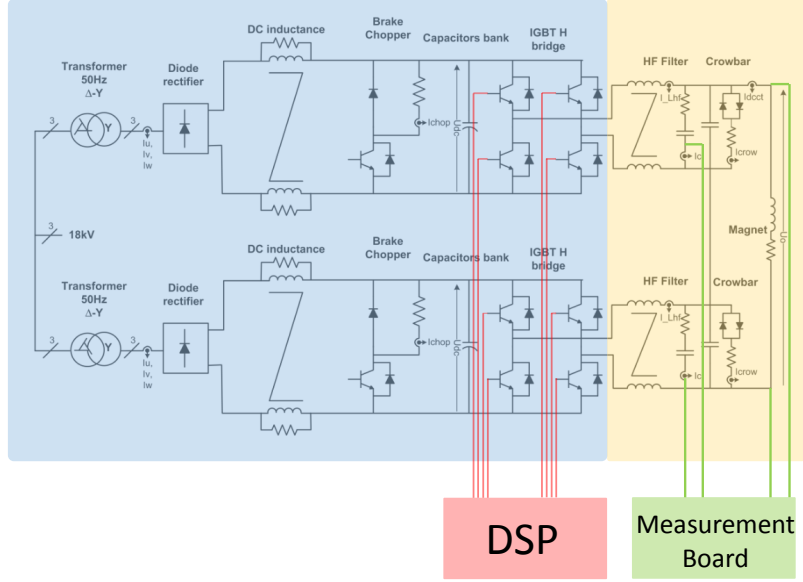 DC inductance
Brake
Chopper
Capacitors bank
IGBT H
bridge
HF Filter
Crowbar
Transformer
50Hz
Δ-Y
Diode
rectifier
I_Lhf
Idcct
3
Y
3
Iu,
Iv,
Iw
Ichop
Udc
Ic
Icrow
3
18kV
Magnet
Uo
DC inductance
Brake
Chopper
Capacitors bank
IGBT H
bridge
HF Filter
Crowbar
Transformer
50Hz
Δ-Y
Diode
rectifier
I_Lhf
3
Y
3
Iu,
Iv,
Iw
Ichop
Udc
Ic
Icrow
DSP
Measurement
Board